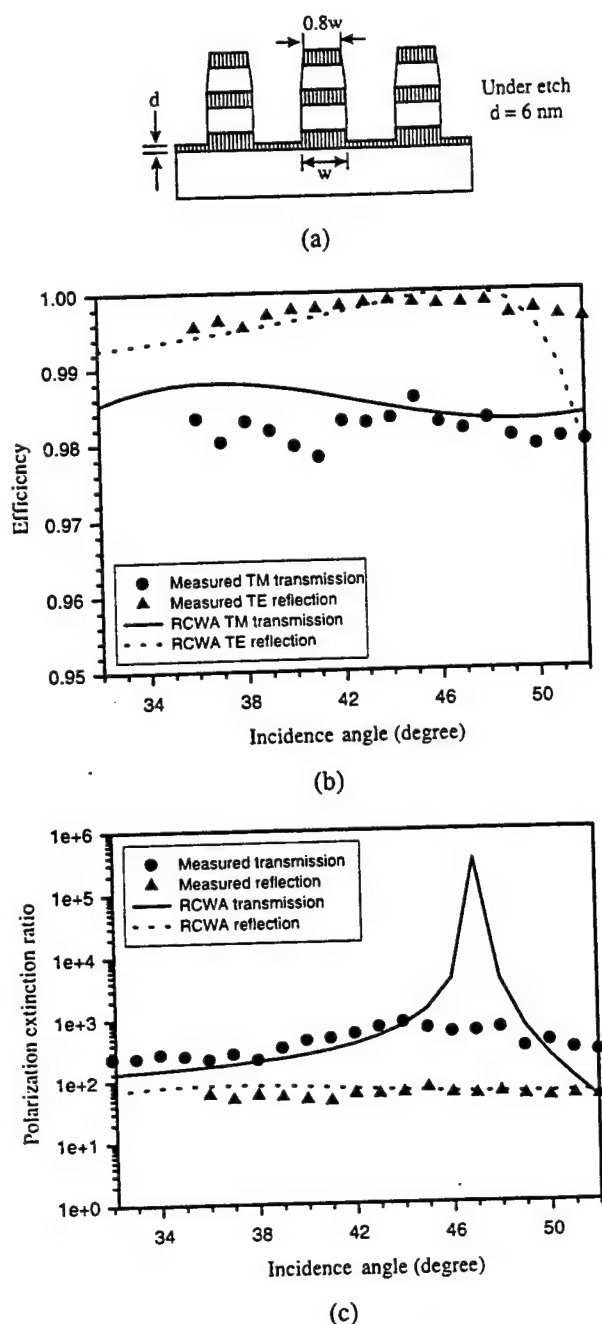 0.8w
d
Under etch
d = 6 nm
w
(a)
1.00
0.99
0.98
0.97
0.96
0.95
Efficiency
Measured TM transmission
Measured TE reflection
RCWA TM transmission
RCWA TE reflection
34
38
42
46
50
Incidence angle (degree)
(b)
1e+6
1e+5
1e+4
1e+3
1e+2
1e+1
1e+0
Polarization extinction ratio
Measured transmission
Measured reflection
RCWA transmission
RCWA reflection
34
38
42
46
50
Incidence angle (degree)
(c)